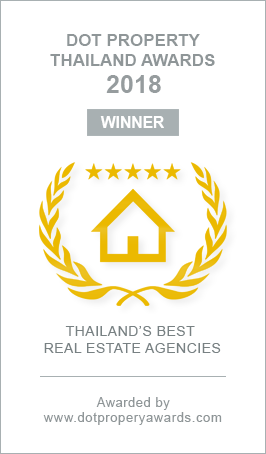 DOT PROPERTY
THAILAND AWARDS
2018
WINNER
THAILAND'S BEST
REAL ESTATE AGENCIES
Awarded by
www.dotproperyawards.com